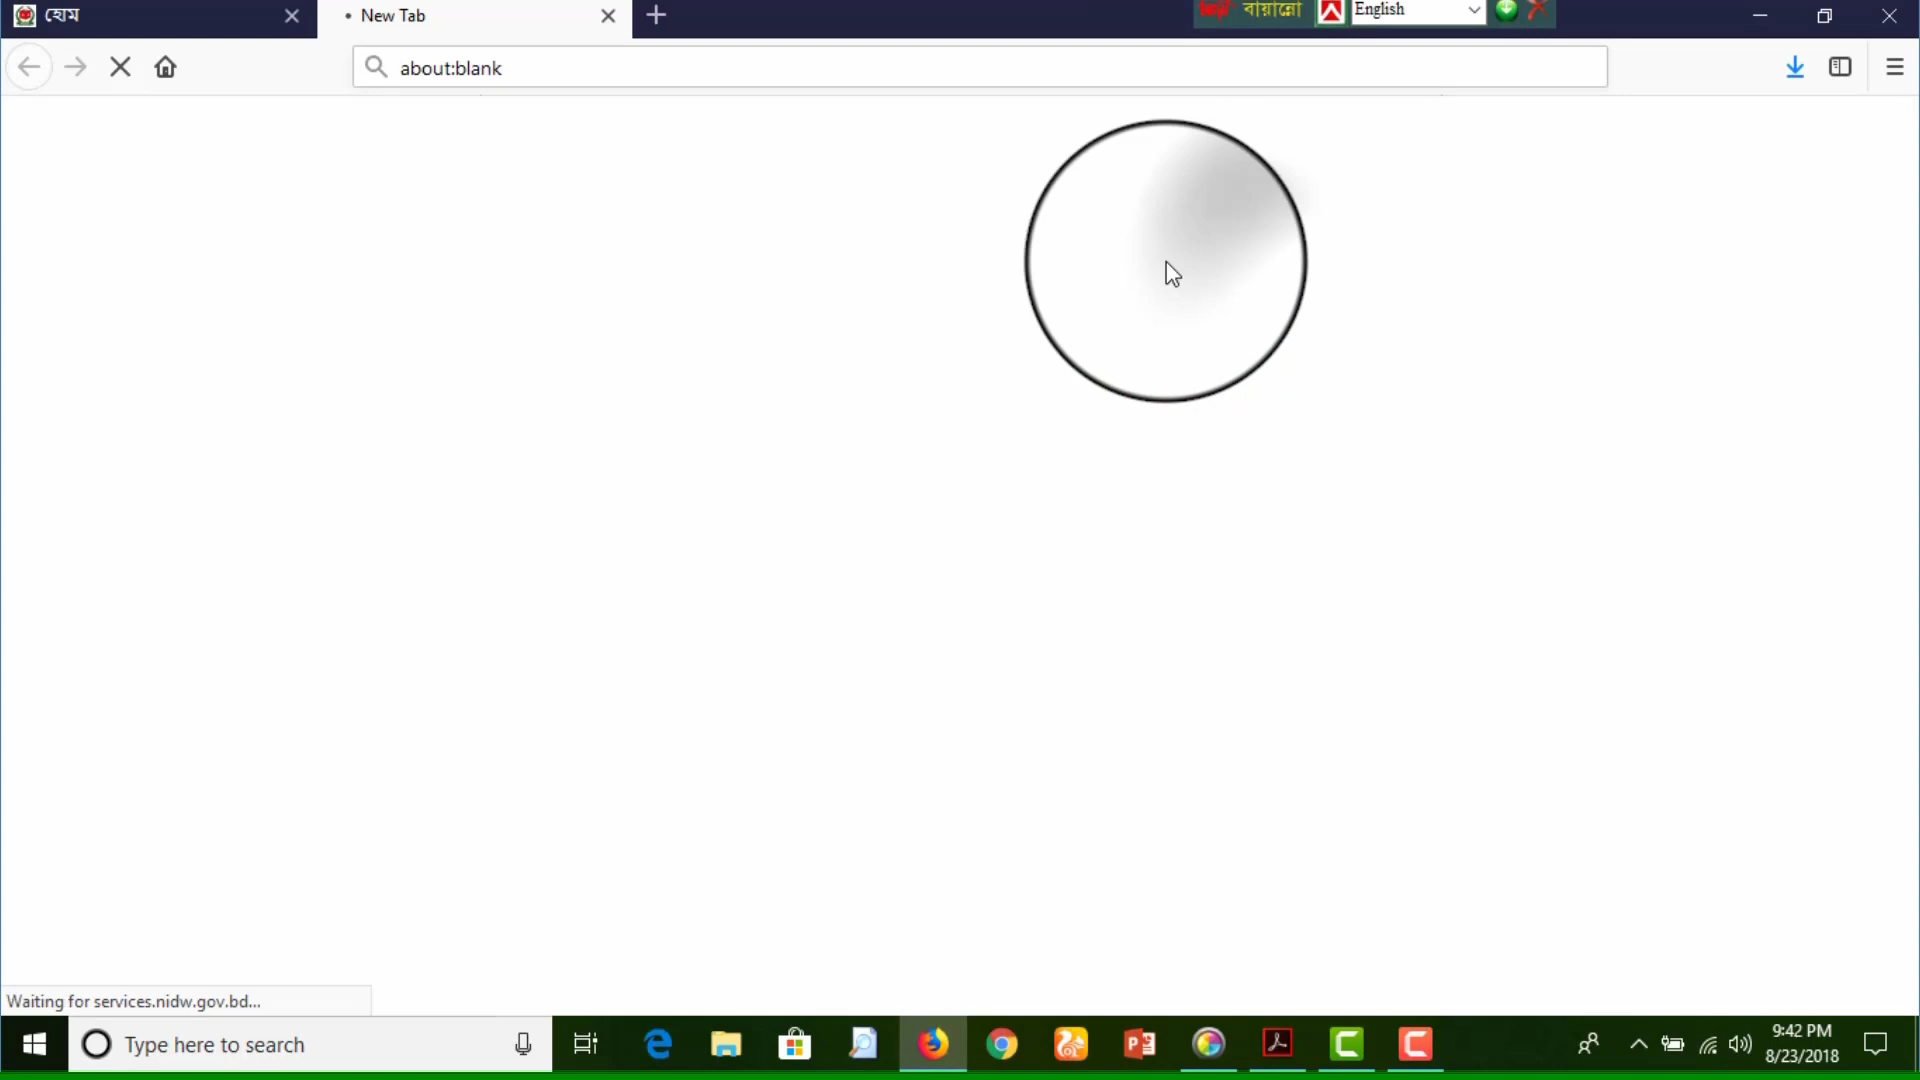 হোম
New Tab
বায়ান্নো
English
about:blank
Waiting for services.nidw.gov.bd...
Type here to search
9:42 PM
8/23/2018